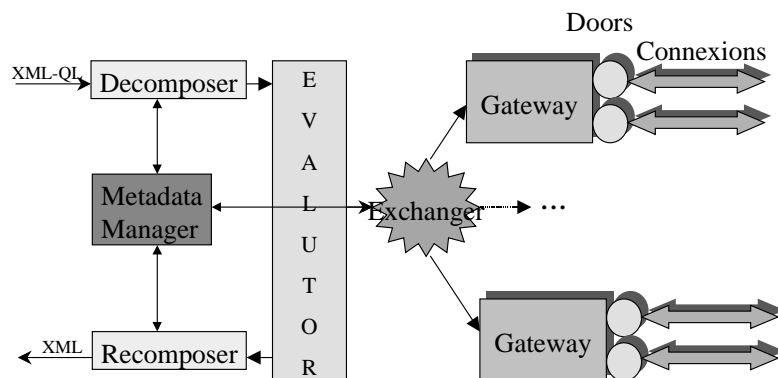 Doors
Connexions
XML-QL
Decomposer
E
V
A
L
U
T
O
R
Gateway
Metadata
Manager
Exchanger
...
XML
Recomposer
Gateway